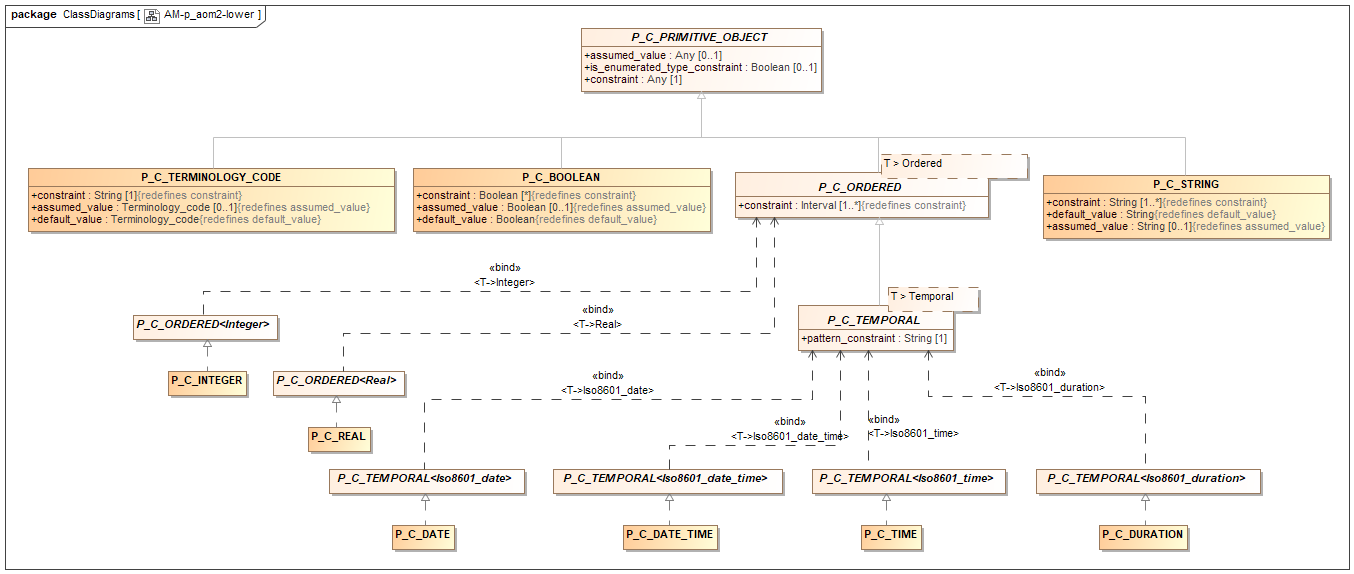 package ClassDiagrams [ AM-p_aom2-lower ]
P_C_PRIMITIVE_OBJECT
+assumed_value : Any [0..1]
+is_enumerated_type_constraint : Boolean [0..1]
+constraint : Any [1]
P_C_TERMINOLOGY_CODE
+constraint : String [1]{redefines constraint}
+assumed_value : Terminology_code [0..1]{redefines assumed_value}
+default_value : Terminology_code{redefines default_value}
P_C_BOOLEAN
+constraint : Boolean [*]{redefines constraint}
+assumed_value : Boolean [0..1]{redefines assumed_value}
+default_value : Boolean{redefines default_value}
T > Ordered
P_C_ORDERED
+constraint : Interval [1..*]{redefines constraint}
P_C_STRING
+constraint : String [1..*]{redefines constraint}
+default_value : String{redefines default_value}
+assumed_value : String [0..1]{redefines assumed_value}
«bind»
<T->Integer>
P_C_ORDERED<Integer>
«bind»
<T->Real>
T > Temporal
P_C_TEMPORAL
+pattern_constraint : String [1]
P_C_INTEGER
P_C_ORDERED<Real>
«bind»
<T->Iso8601_date>
«bind»
<T->Iso8601_duration>
P_C_REAL
«bind»
<T->Iso8601_date_time>
«bind»
<T->Iso8601_time>
P_C_TEMPORAL<Iso8601_date>
P_C_TEMPORAL<Iso8601_date_time>
P_C_TEMPORAL<Iso8601_time>
P_C_TEMPORAL<Iso8601_duration>
P_C_DATE
P_C_DATE_TIME
P_C_TIME
P_C_DURATION